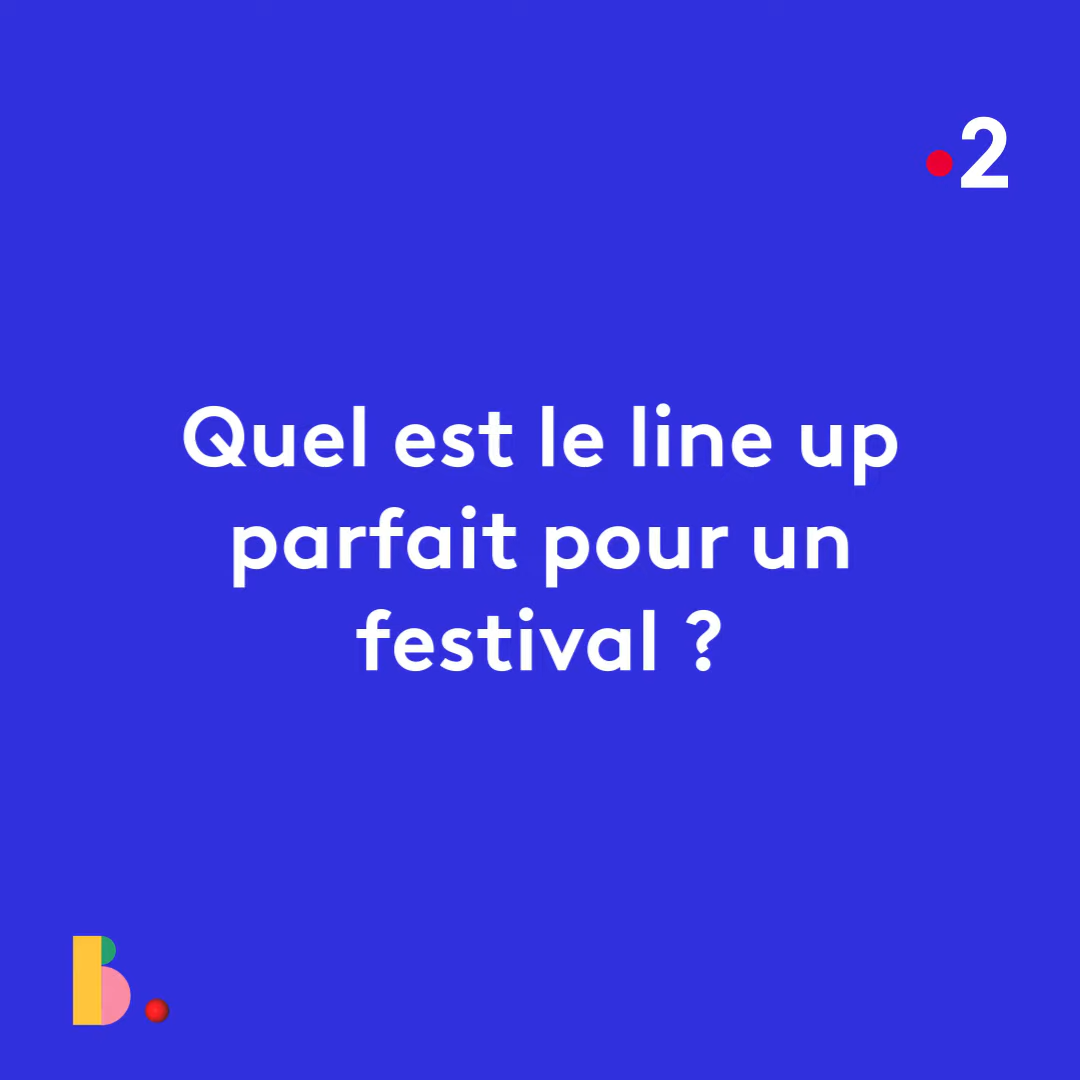 2
Quel est le line up
parfait pour un
festival ?
B.